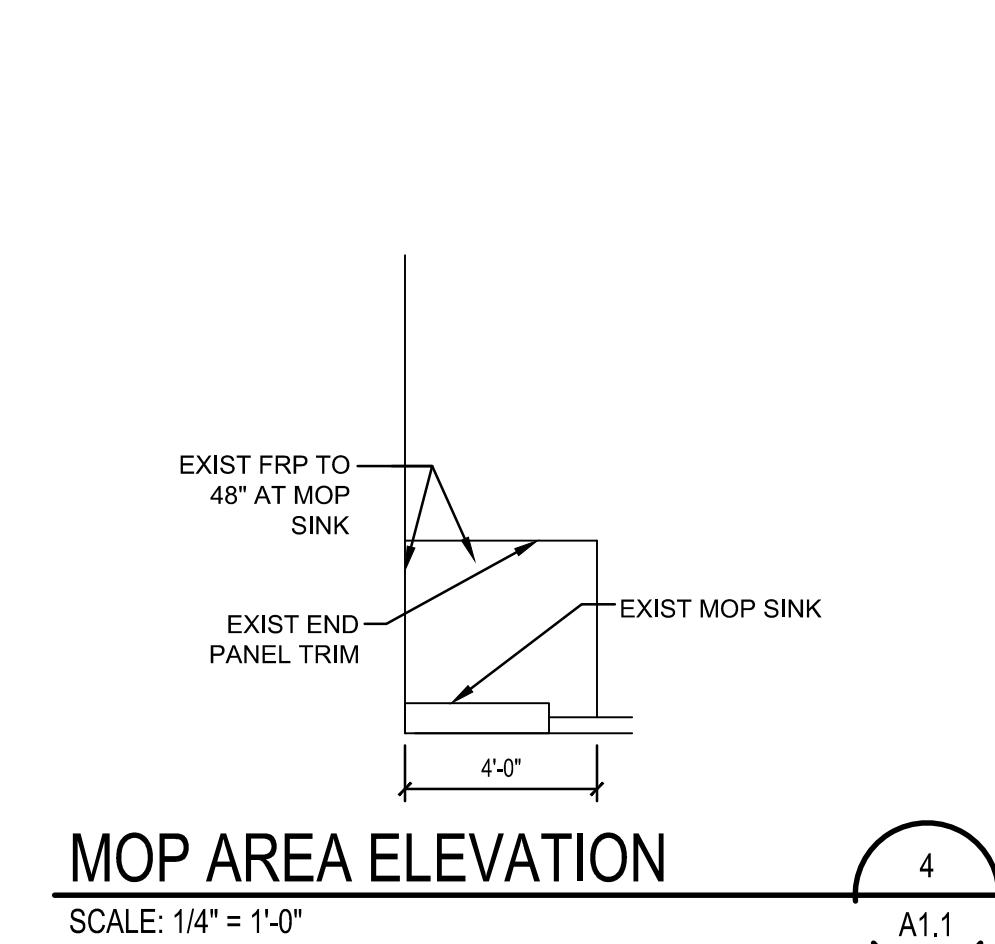 EXIST FRP TO
48" AT MOP
SINK
EXIST END
PANEL TRIM
EXIST MOP SINK
4'-0"
MOP AREA ELEVATION
4
SCALE: 1/4" = 1'-0"
A1.1